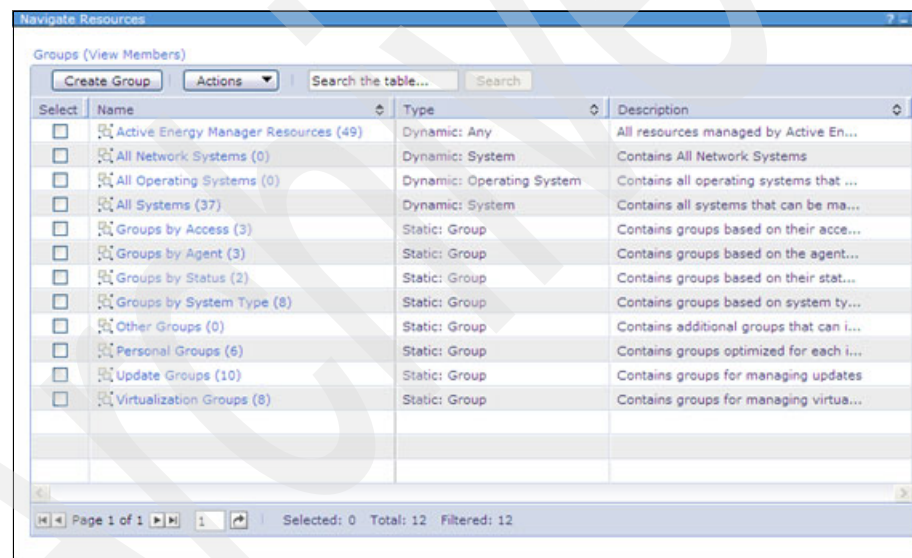 Navigate Resources ? –
Groups (View Members)
Create Group Actions Search the table... Search
Select Name Type Description
Active Energy Manager Resources (49) Dynamic: Any All resources managed by Active En...
All Network Systems (0) Dynamic: System Contains All Network Systems
All Operating Systems (0) Dynamic: Operating System Contains all operating systems that ...
All Systems (37) Dynamic: System Contains all systems that can be ma...
Groups by Access (3) Static: Group Contains groups based on their acce...
Groups by Agent (3) Static: Group Contains groups based on the agent...
Groups by Status (2) Static: Group Contains groups based on their stat...
Groups by System Type (8) Static: Group Contains groups based on system ty...
Other Groups (0) Static: Group Contains additional groups that can i...
Personal Groups (6) Static: Group Contains groups optimized for each i...
Update Groups (10) Static: Group Contains groups for managing updates
Virtualization Groups (8) Static: Group Contains groups for managing virtua...
Page 1 of 1 1 Selected: 0 Total: 12 Filtered: 12